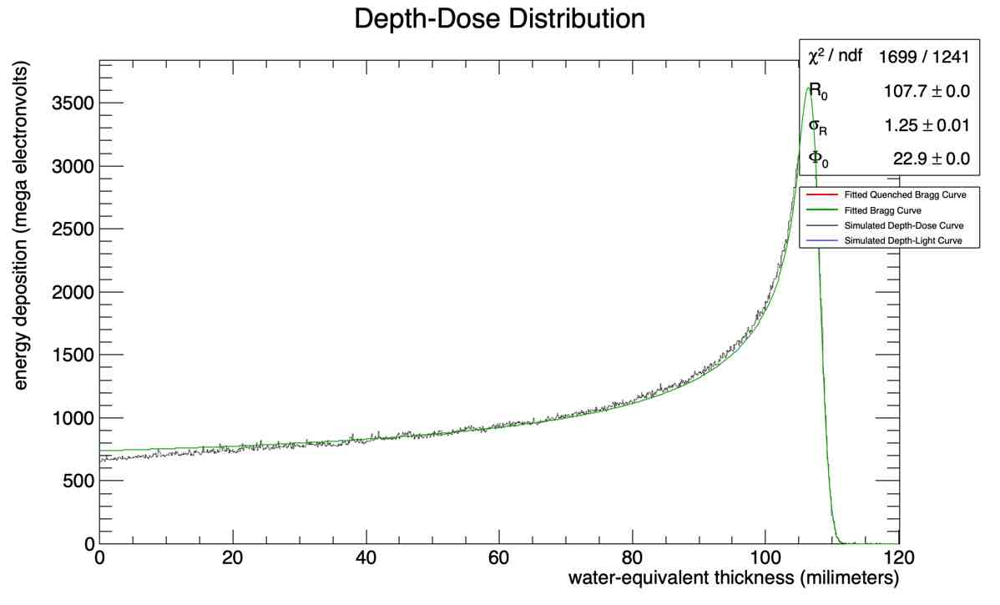 Depth-Dose Distribution
χ² / ndf 1699 / 1241
R₀ 107.7 ± 0.0
σ_R 1.25 ± 0.01
Φ₀ 22.9 ± 0.0
Fitted Quenched Bragg Curve
Fitted Bragg Curve
Simulated Depth-Dose Curve
Simulated Depth-Light Curve
energy deposition (mega electronvolts)
3500
3000
2500
2000
1500
1000
500
0
0 20 40 60 80 100 120
water-equivalent thickness (milimeters)